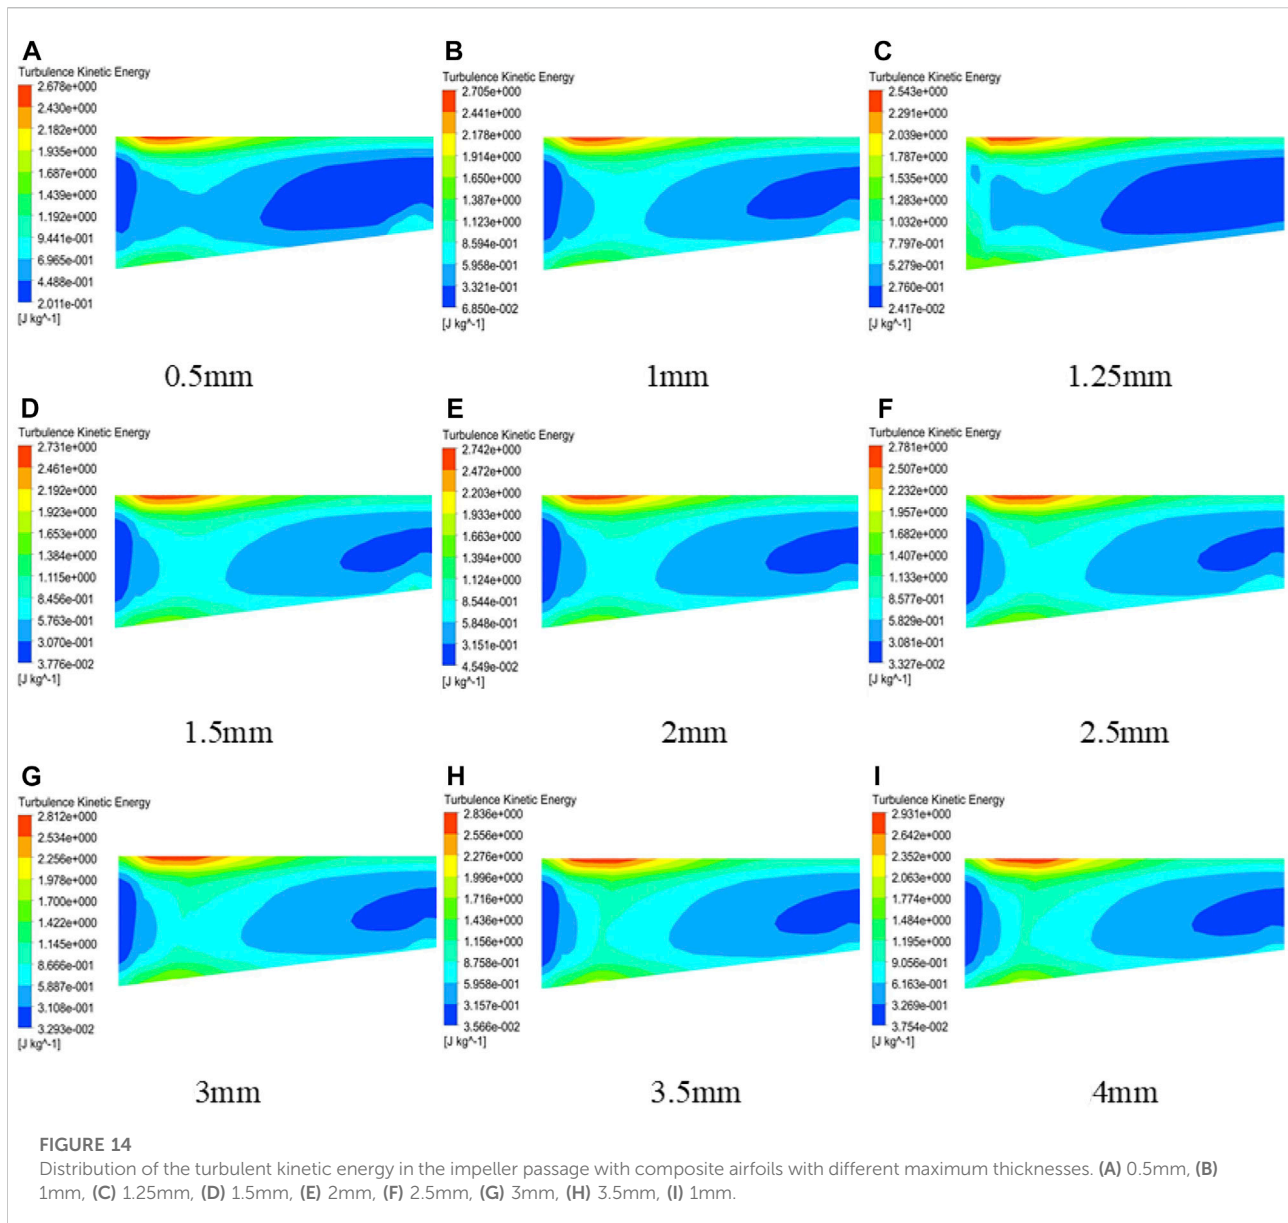 A
Turbulence Kinetic Energy
2.678e+000
2.430e+000
2.182e+000
1.935e+000
1.687e+000
1.439e+000
1.192e+000
9.441e-001
6.965e-001
4.488e-001
2.011e-001
[J kg^-1]
0.5mm
B
Turbulence Kinetic Energy
2.705e+000
2.441e+000
2.178e+000
1.914e+000
1.650e+000
1.387e+000
1.123e+000
8.594e-001
5.958e-001
3.321e-001
6.850e-002
[J kg^-1]
1mm
C
Turbulence Kinetic Energy
2.543e+000
2.291e+000
2.039e+000
1.787e+000
1.535e+000
1.283e+000
1.032e+000
7.797e-001
5.279e-001
2.760e-001
2.417e-002
[J kg^-1]
1.25mm
D
Turbulence Kinetic Energy
2.731e+000
2.461e+000
2.192e+000
1.923e+000
1.653e+000
1.384e+000
1.115e+000
8.456e-001
5.763e-001
3.070e-001
3.776e-002
[J kg^-1]
1.5mm
E
Turbulence Kinetic Energy
2.742e+000
2.472e+000
2.203e+000
1.933e+000
1.663e+000
1.394e+000
1.124e+000
8.544e-001
5.848e-001
3.151e-001
4.549e-002
[J kg^-1]
2mm
F
Turbulence Kinetic Energy
2.781e+000
2.507e+000
2.232e+000
1.957e+000
1.682e+000
1.407e+000
1.133e+000
8.577e-001
5.829e-001
3.081e-001
3.327e-002
[J kg^-1]
2.5mm
G
Turbulence Kinetic Energy
2.812e+000
2.534e+000
2.256e+000
1.978e+000
1.700e+000
1.422e+000
1.145e+000
8.666e-001
5.887e-001
3.108e-001
3.293e-002
[J kg^-1]
3mm
H
Turbulence Kinetic Energy
2.836e+000
2.556e+000
2.276e+000
1.996e+000
1.716e+000
1.436e+000
1.156e+000
8.758e-001
5.958e-001
3.157e-001
3.566e-002
[J kg^-1]
3.5mm
I
Turbulence Kinetic Energy
2.931e+000
2.642e+000
2.352e+000
2.063e+000
1.774e+000
1.484e+000
1.195e+000
9.056e-001
6.163e-001
3.269e-001
3.754e-002
[J kg^-1]
4mm
FIGURE 14
Distribution of the turbulent kinetic energy in the impeller passage with composite airfoils with different maximum thicknesses. (A) 0.5mm, (B)
1mm, (C) 1.25mm, (D) 1.5mm, (E) 2mm, (F) 2.5mm, (G) 3mm, (H) 3.5mm, (I) 1mm.